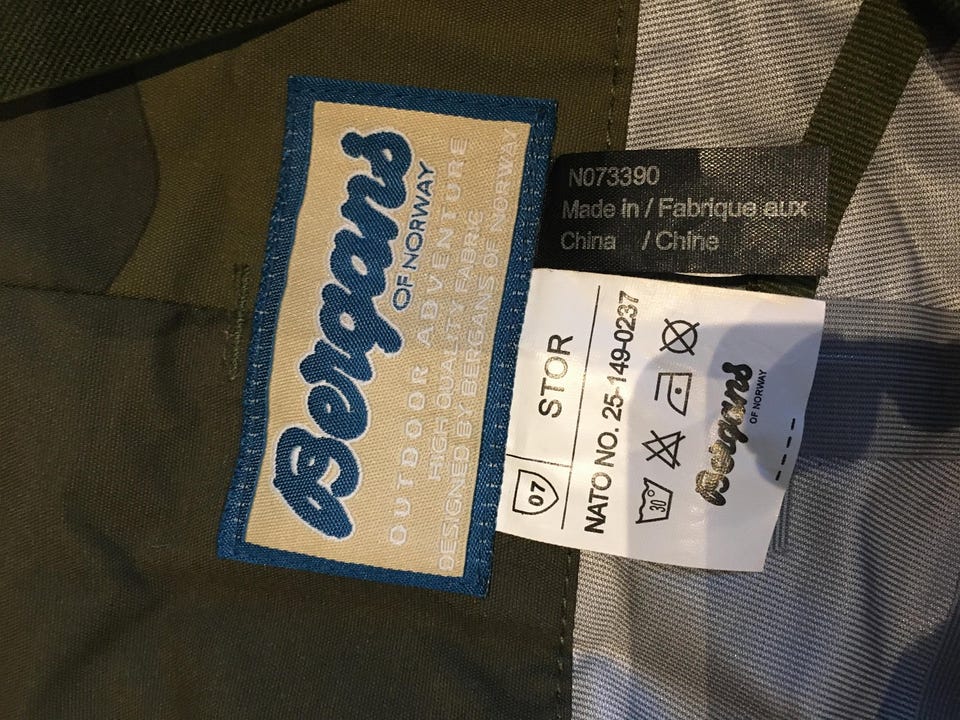 Bergans
OF NORWAY
OUTDOOR ADVENTURE
HIGH QUALITY FABRIC
DESIGNED BY BERGANS OF NORWAY
N073390
Made in / Fabrique aux
China / Chine
07 STOR
NATO NO. 25-149-0237
30°
Bergans
OF NORWAY